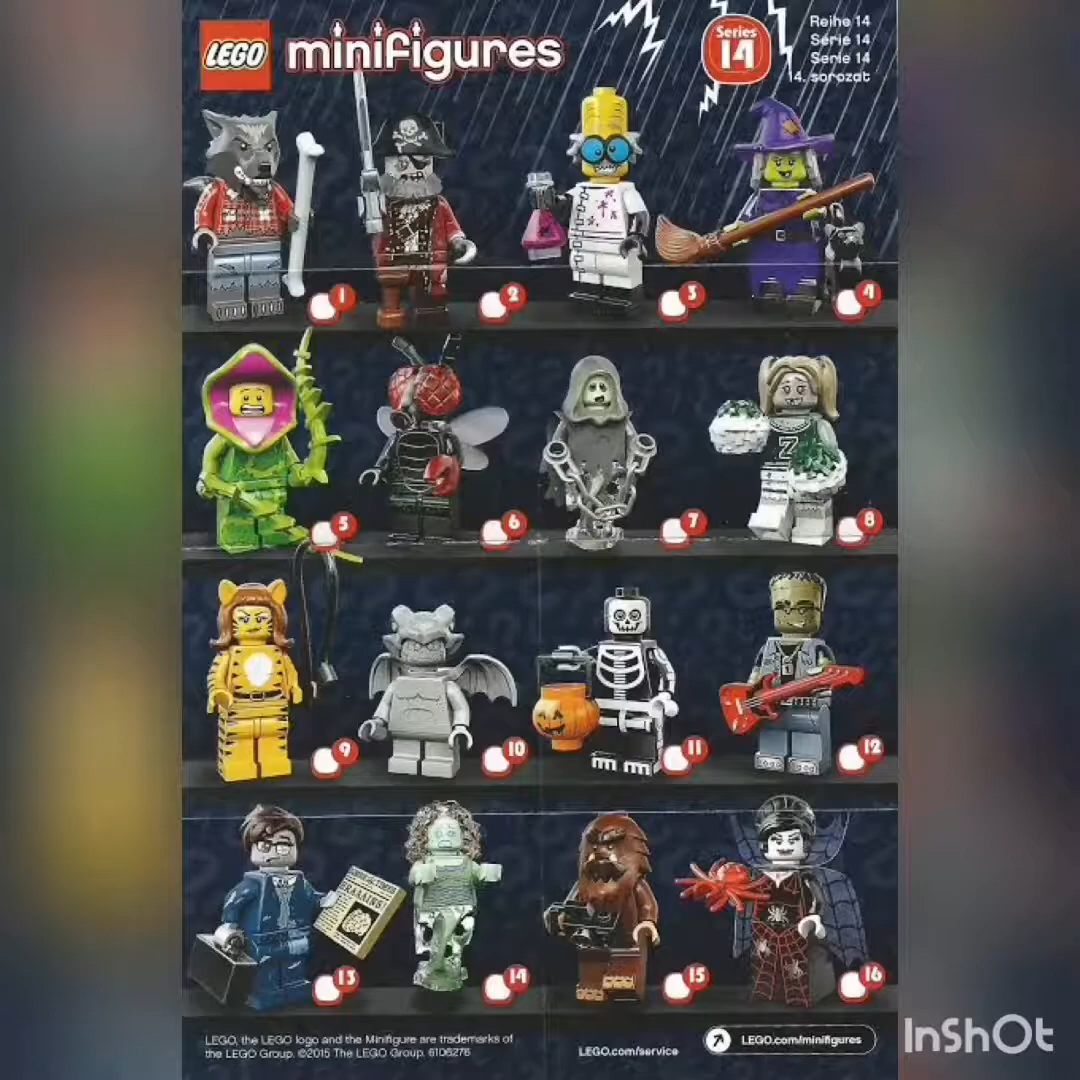 LEGO minifigures
Series 14
Reihe 14
Série 14
Serie 14
14. sorozat
1
2
3
4
5
6
7
8
Z
9
10
11
12
13
14
15
16
BRAAAINS!
LEGO, the LEGO logo and the Minifigure are trademarks of
the LEGO Group. ©2015 The LEGO Group. 6106276
LEGO.com/service
LEGO.com/minifigures
InShOt